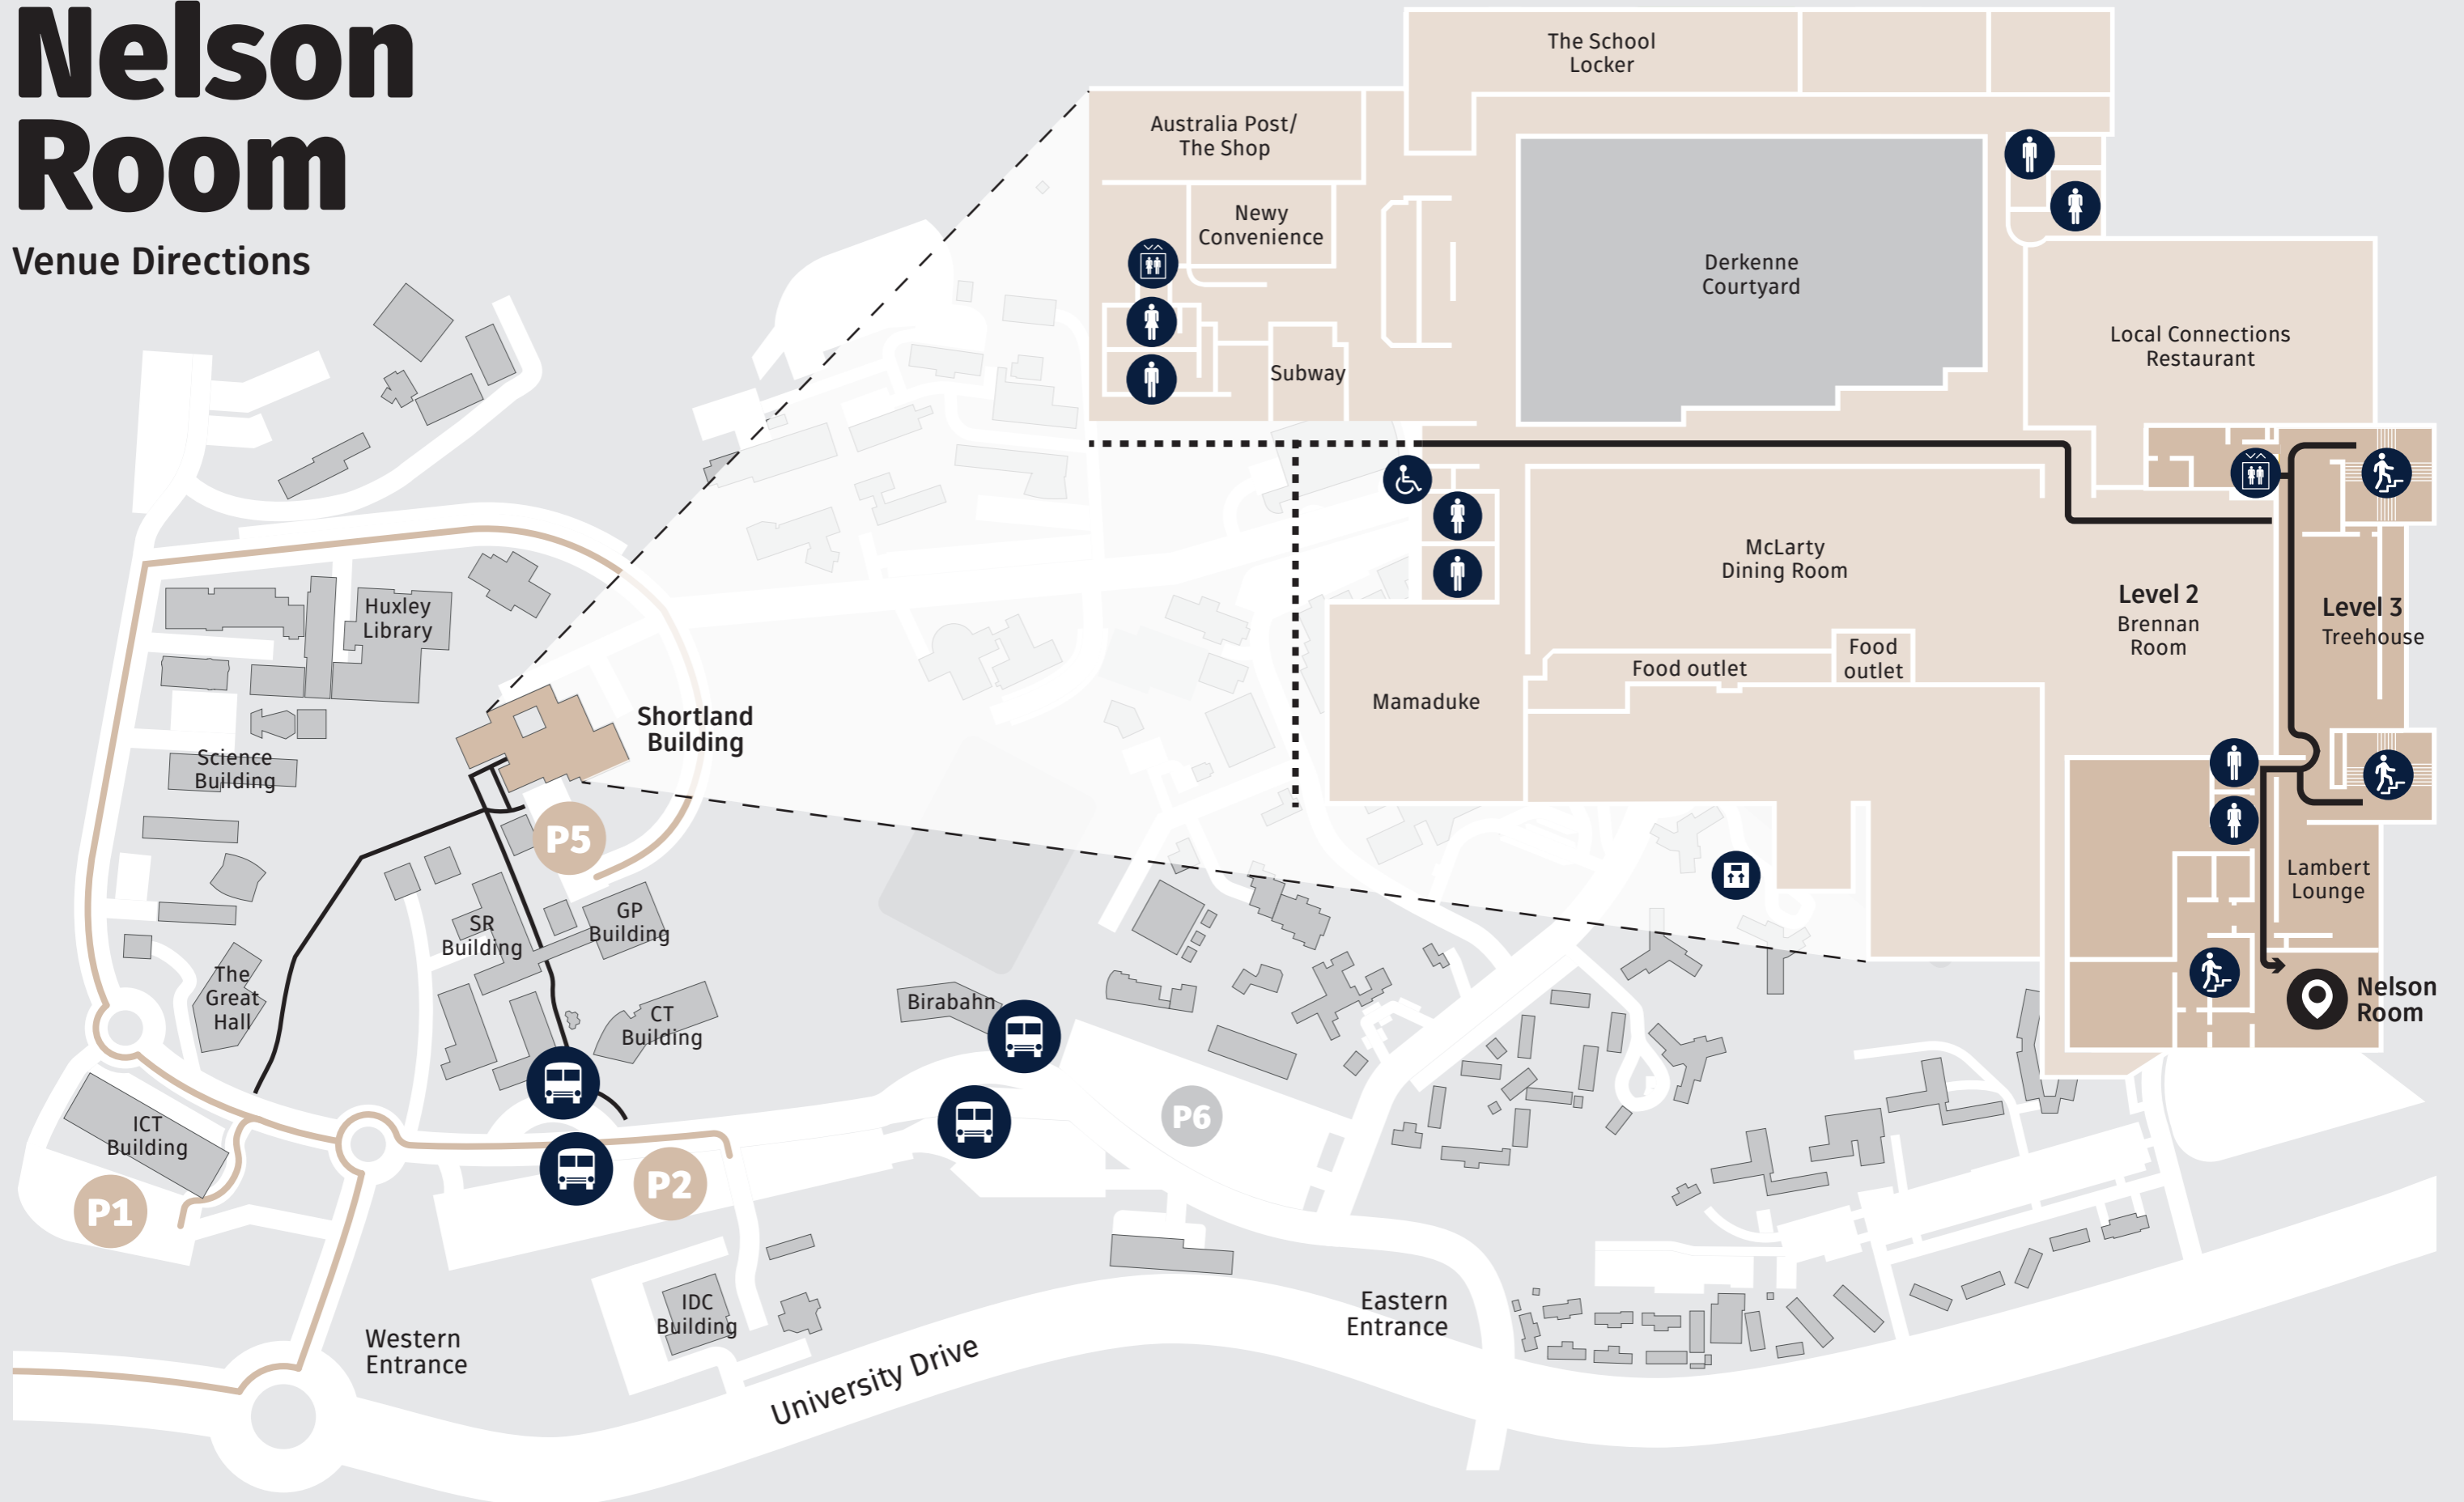 Nelson
Room
Venue Directions
The School
Locker
Australia Post/
The Shop
Newy
Convenience
Derkenne
Courtyard
Local Connections
Restaurant
Subway
McLarty
Dining Room
Level 2
Brennan
Room
Level 3
Treehouse
Food outlet
Food
outlet
Mamaduke
Lambert
Lounge
Nelson
Room
Huxley
Library
Shortland
Building
Science
Building
P5
SR
Building
GP
Building
The
Great
Hall
CT
Building
Birabahn
ICT
Building
P6
P1
P2
IDC
Building
Western
Entrance
Eastern
Entrance
University Drive